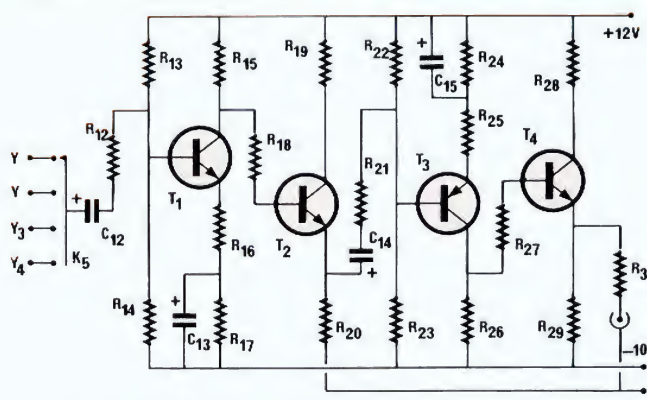 +12V
R13
R15
R19
R22
C15
+
R24
R28
R25
R12
R18
T4
Y
T1
R21
T3
Y
+
C12
T2
C14
+
R27
Y3
R16
R3
Y4
K5
R14
+
C13
R17
R20
R23
R26
R29
–10